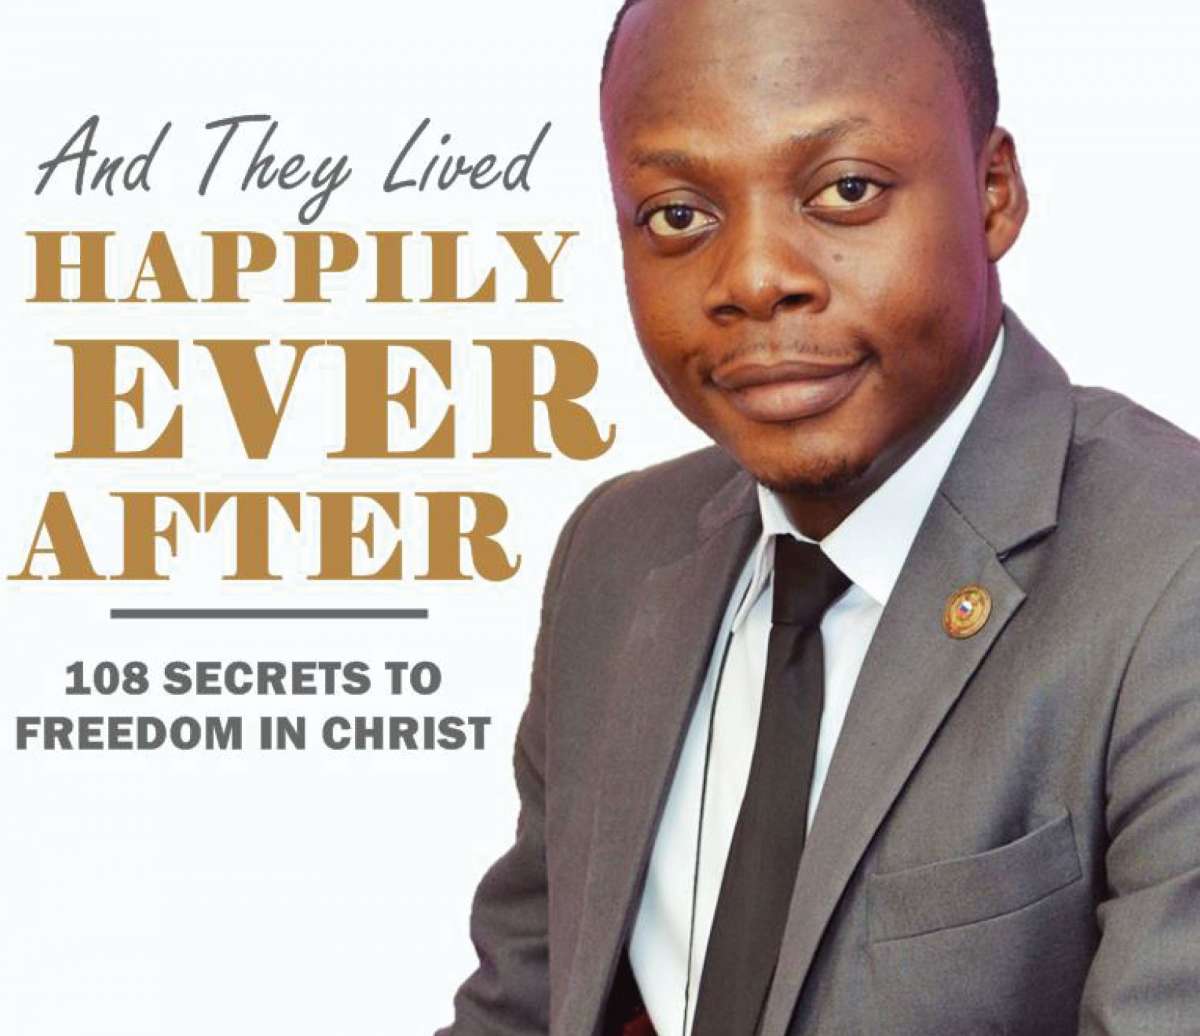 And They Lived
HAPPILY
EVER
AFTER
108 SECRETS TO
FREEDOM IN CHRIST